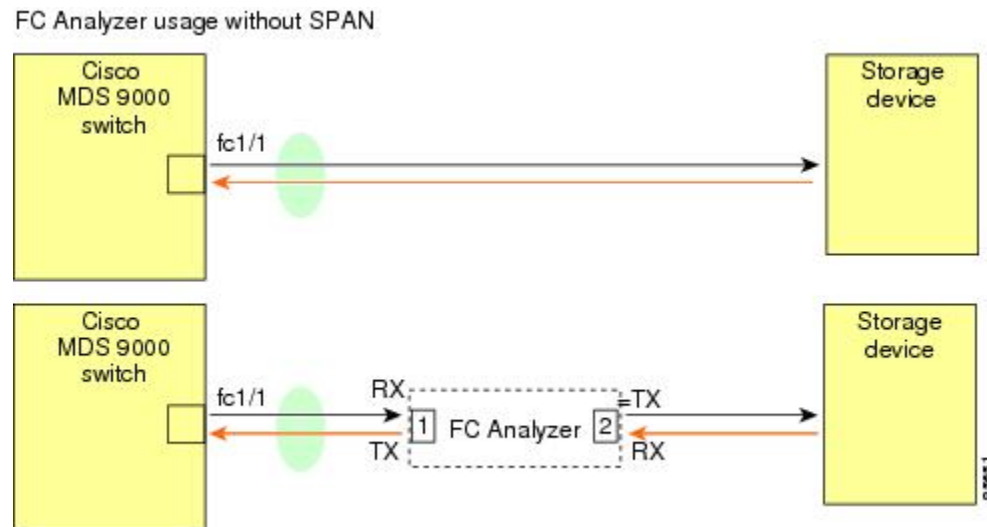 FC Analyzer usage without SPAN
Cisco
MDS 9000
switch
Storage
device
fc1/1
Cisco
MDS 9000
switch
Storage
device
fc1/1
RX
=TX
1
FC Analyzer
2
TX
RX